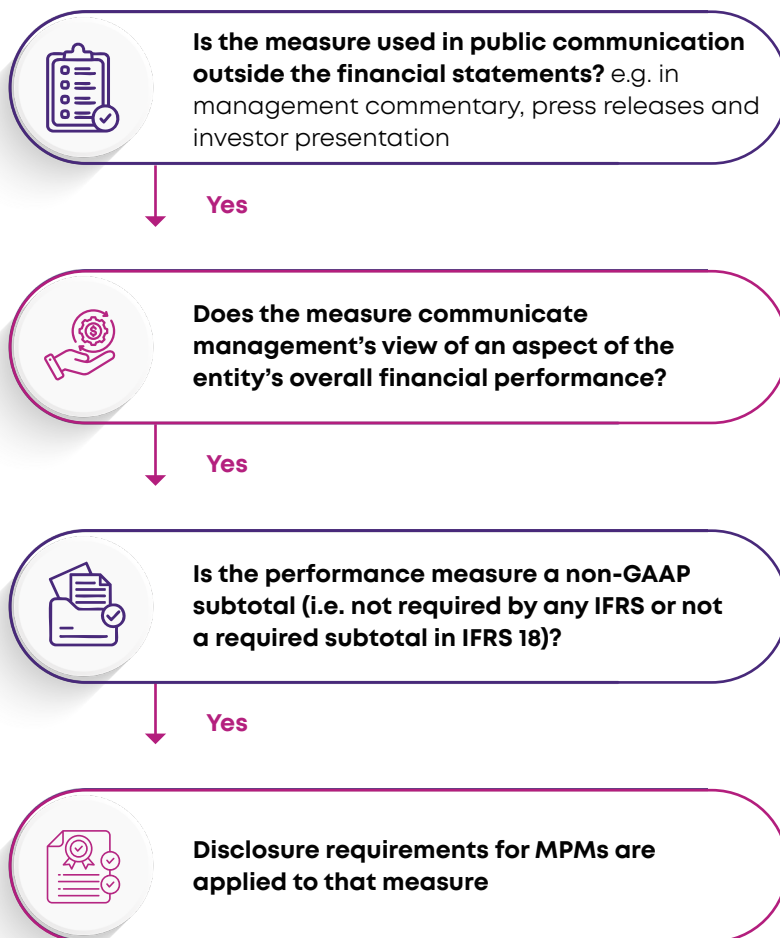 Is the measure used in public communication
outside the financial statements? e.g. in
management commentary, press releases and
investor presentation
Yes
Does the measure communicate
management’s view of an aspect of the
entity’s overall financial performance?
Yes
Is the performance measure a non-GAAP
subtotal (i.e. not required by any IFRS or not
a required subtotal in IFRS 18)?
Yes
Disclosure requirements for MPMs are
applied to that measure